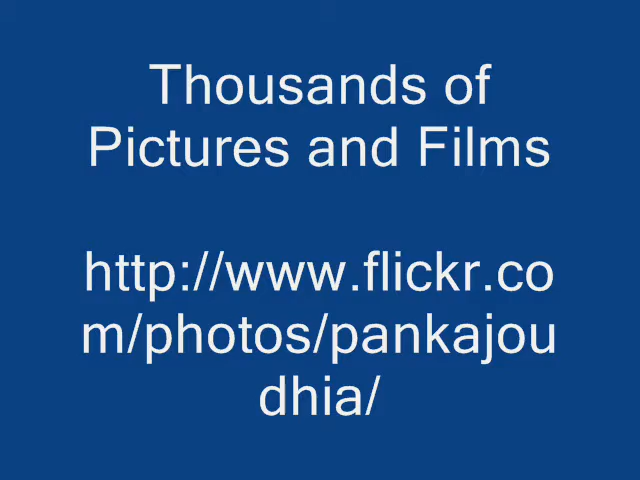 Thousands of
Pictures and Films
http://www.flickr.co
m/photos/pankajou
dhia/